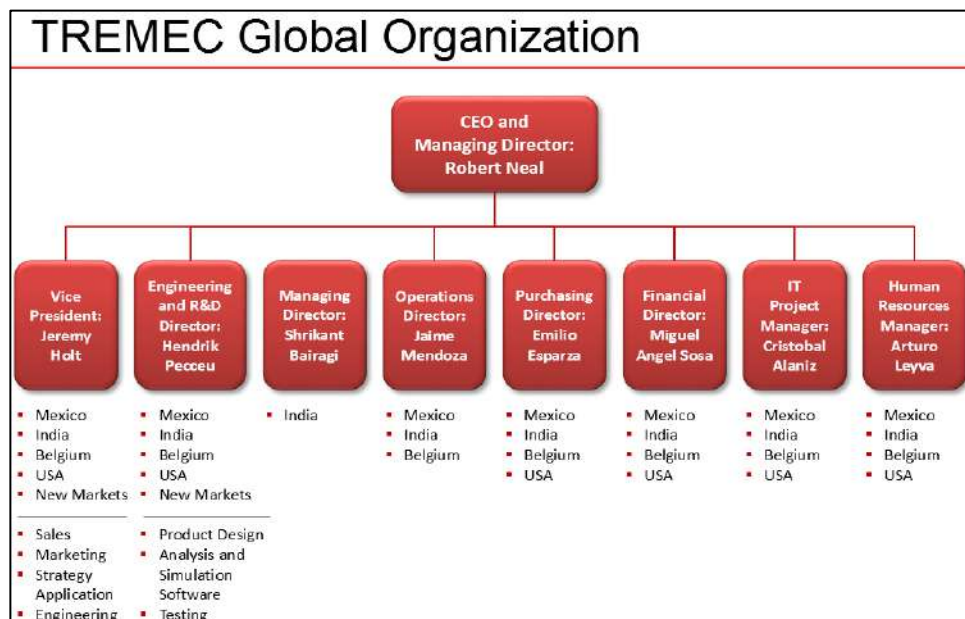 TREMEC Global Organization
CEO and
Managing Director:
Robert Neal
Vice
President:
Jeremy
Holt
Engineering
and R&D
Director:
Hendrik
Pecceu
Managing
Director:
Shrikant
Bairagi
Operations
Director:
Jaime
Mendoza
Purchasing
Director:
Emilio
Esparza
Financial
Director:
Miguel
Angel Sosa
IT
Project
Manager:
Cristobal
Alaniz
Human
Resources
Manager:
Arturo
Leyva
Mexico
India
Belgium
USA
New Markets
Sales
Marketing
Strategy
Application
Engineering
Mexico
India
Belgium
USA
New Markets
Product Design
Analysis and
Simulation
Software
Testing
India
Mexico
India
Belgium
Mexico
India
Belgium
USA
Mexico
India
Belgium
USA
Mexico
India
Belgium
USA
Mexico
India
Belgium
USA